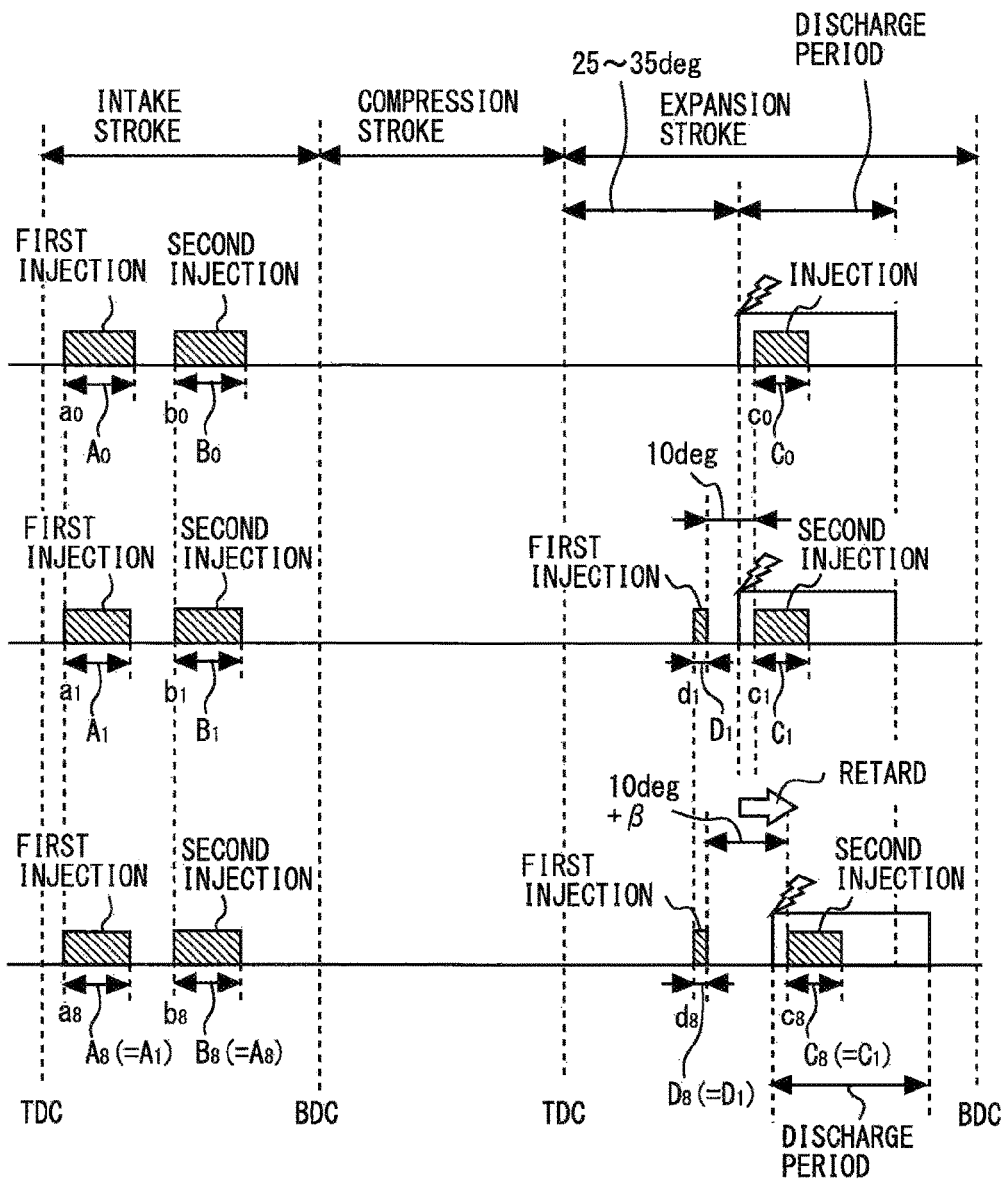 DISCHARGE
PERIOD
25~35deg
INTAKE
STROKE
COMPRESSION
STROKE
EXPANSION
STROKE
FIRST
INJECTION
SECOND
INJECTION
INJECTION
a0
b0
c0
A0
B0
C0
10deg
FIRST
INJECTION
SECOND
INJECTION
FIRST
INJECTION
SECOND
INJECTION
a1
b1
d1
c1
A1
B1
D1
C1
RETARD
10deg
+β
FIRST
INJECTION
SECOND
INJECTION
FIRST
INJECTION
SECOND
INJECTION
a8
b8
d8
c8
A8(=A1)
B8(=A8)
C8(=C1)
D8(=D1)
TDC
BDC
TDC
BDC
DISCHARGE
PERIOD